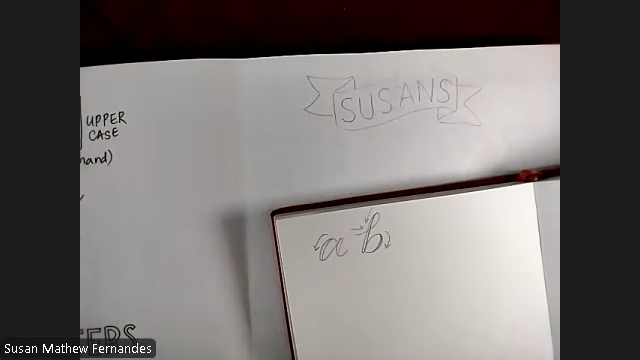 SUSANS
UPPER
CASE
hand)
a b
Susan Mathew Fernandes